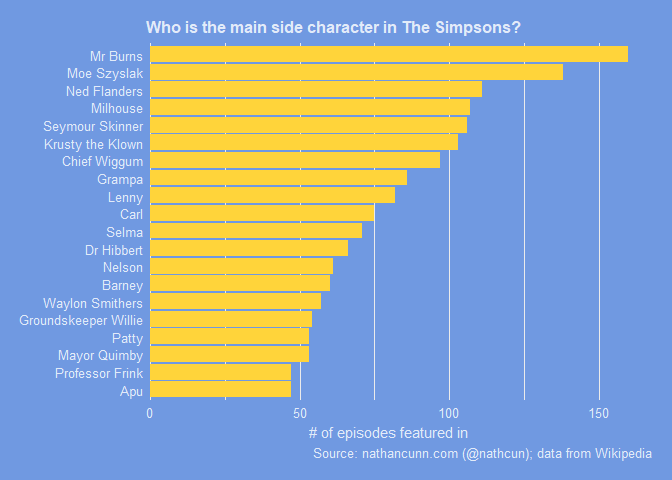 Who is the main side character in The Simpsons?
Mr Burns
Moe Szyslak
Ned Flanders
Milhouse
Seymour Skinner
Krusty the Klown
Chief Wiggum
Grampa
Lenny
Carl
Selma
Dr Hibbert
Nelson
Barney
Waylon Smithers
Groundskeeper Willie
Patty
Mayor Quimby
Professor Frink
Apu
0 50 100 150
# of episodes featured in
Source: nathancunn.com (@nathcun); data from Wikipedia